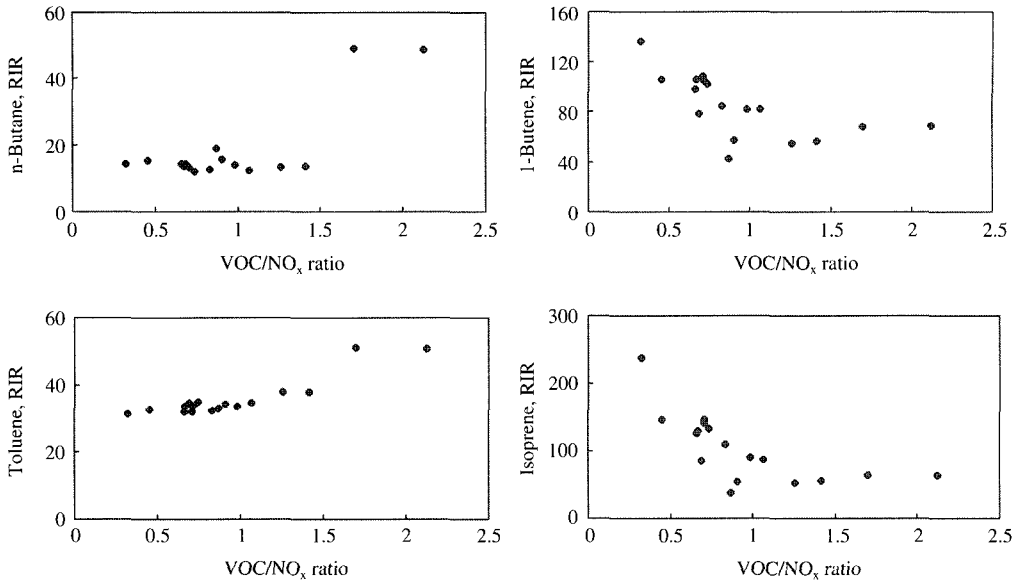 n-Butane, RIR
60
40
20
0
0 0.5 1 1.5 2 2.5
VOC/NOx ratio
1-Butene, RIR
160
120
80
40
0
0 0.5 1 1.5 2 2.5
VOC/NOx ratio
Toluene, RIR
60
40
20
0
0 0.5 1 1.5 2 2.5
VOC/NOx ratio
Isoprene, RIR
300
200
100
0
0 0.5 1 1.5 2 2.5
VOC/NOx ratio